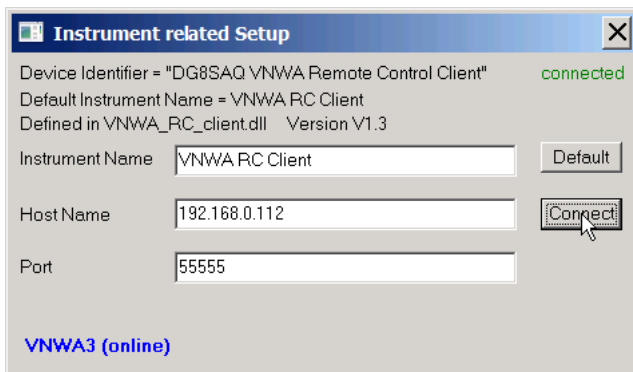 Instrument related Setup
Device Identifier = "DG8SAQ VNWA Remote Control Client" connected
Default Instrument Name = VNWA RC Client
Defined in VNWA_RC_client.dll Version V1.3
Instrument Name VNWA RC Client Default
Host Name 192.168.0.112 Connect
Port 55555
VNWA3 (online)